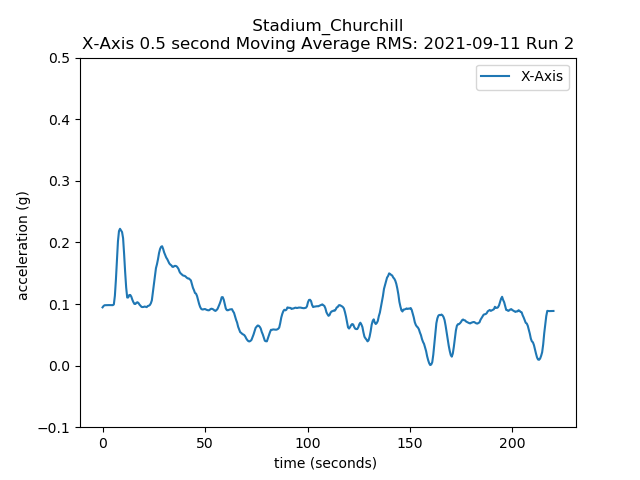 Stadium_Churchill
X-Axis 0.5 second Moving Average RMS: 2021-09-11 Run 2
X-Axis
0.5
0.4
0.3
0.2
0.1
0.0
−0.1
acceleration (g)
0 50 100 150 200
time (seconds)